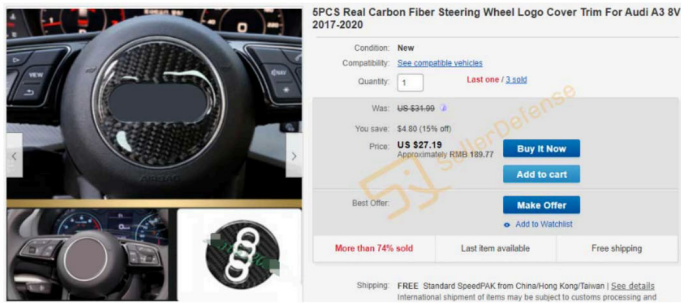 5PCS Real Carbon Fiber Steering Wheel Logo Cover Trim For Audi A3 8V
2017-2020
Condition: New
Compatibility: See compatible vehicles
Quantity: 1 Last one / 3 sold
Was: US $31.99
You save: $4.80 (15% off)
Price: US $27.19
Approximately RMB 189.77
Buy It Now
Add to cart
Best Offer:
Make Offer
Add to Watchlist
More than 74% sold Last item available Free shipping
Shipping: FREE Standard SpeedPAK from China/Hong Kong/Taiwan | See details
International shipment of items may be subject to customs processing and
SellerDefense
VIEW
AIRBAG